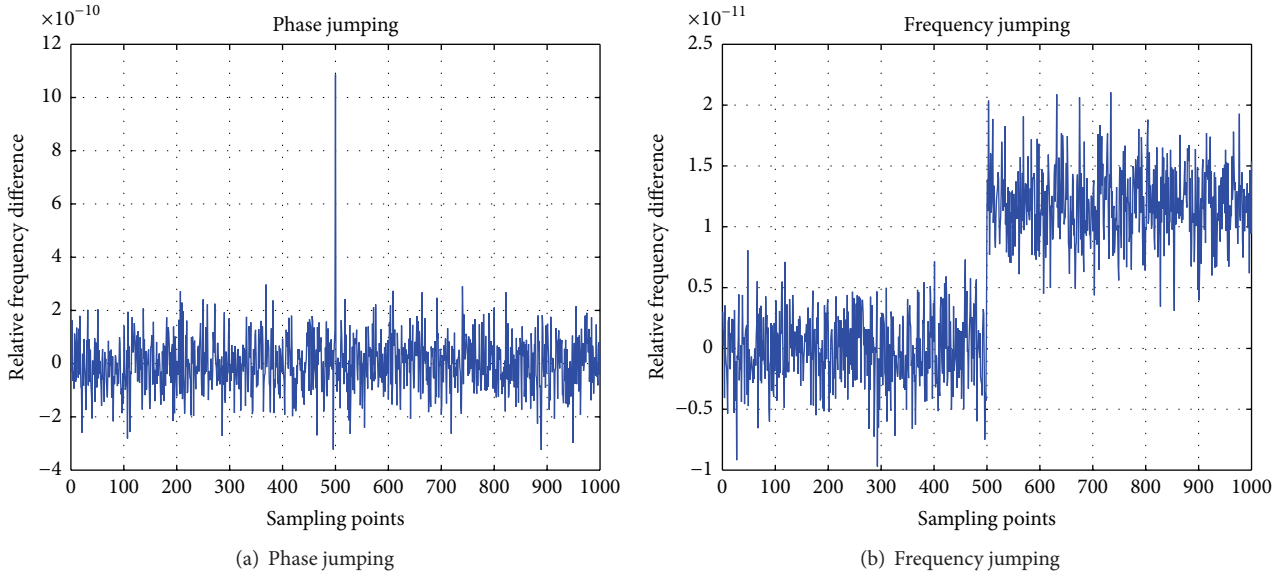 ×10−10
Phase jumping
12
10
8
6
4
2
0
−2
−4
Relative frequency difference
0 100 200 300 400 500 600 700 800 900 1000
Sampling points
(a) Phase jumping
×10−11
Frequency jumping
2.5
2
1.5
1
0.5
0
−0.5
−1
Relative frequency difference
0 100 200 300 400 500 600 700 800 900 1000
Sampling points
(b) Frequency jumping